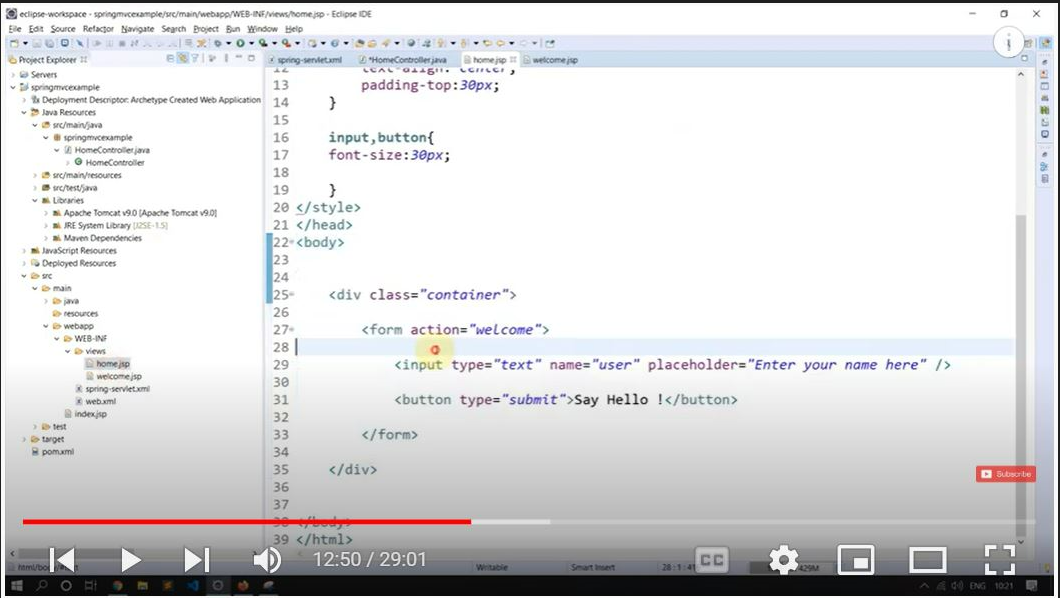 eclipse-workspace - springmvcexample/src/main/webapp/WEB-INF/views/home.jsp - Eclipse IDE
File Edit Source Refactor Navigate Search Project Run Window Help
Project Explorer
spring-servlet.xml *HomeController.java home.jsp welcome.jsp
Servers
springmvcexample
Deployment Descriptor: Archetype Created Web Application
Java Resources
src/main/java
springmvcexample
HomeController.java
HomeController
src/main/resources
src/test/java
Libraries
Apache Tomcat v9.0 [Apache Tomcat v9.0]
JRE System Library [J2SE-1.5]
Maven Dependencies
JavaScript Resources
Deployed Resources
src
main
java
resources
webapp
WEB-INF
views
home.jsp
welcome.jsp
spring-servlet.xml
web.xml
index.jsp
test
target
pom.xml
12 text-align: center;
13 padding-top:30px;
14 }
15
16 input,button{
17 font-size:30px;
18
19 }
20 </style>
21 </head>
22 <body>
23
24
25 <div class="container">
26
27 <form action="welcome">
28
29 <input type="text" name="user" placeholder="Enter your name here" />
30
31 <button type="submit">Say Hello !</button>
32
33 </form>
34
35 </div>
36
37
38 </body>
39 </html>
Subscribe
12:50 / 29:01
CC
Writable Smart Insert
ENG 10:21